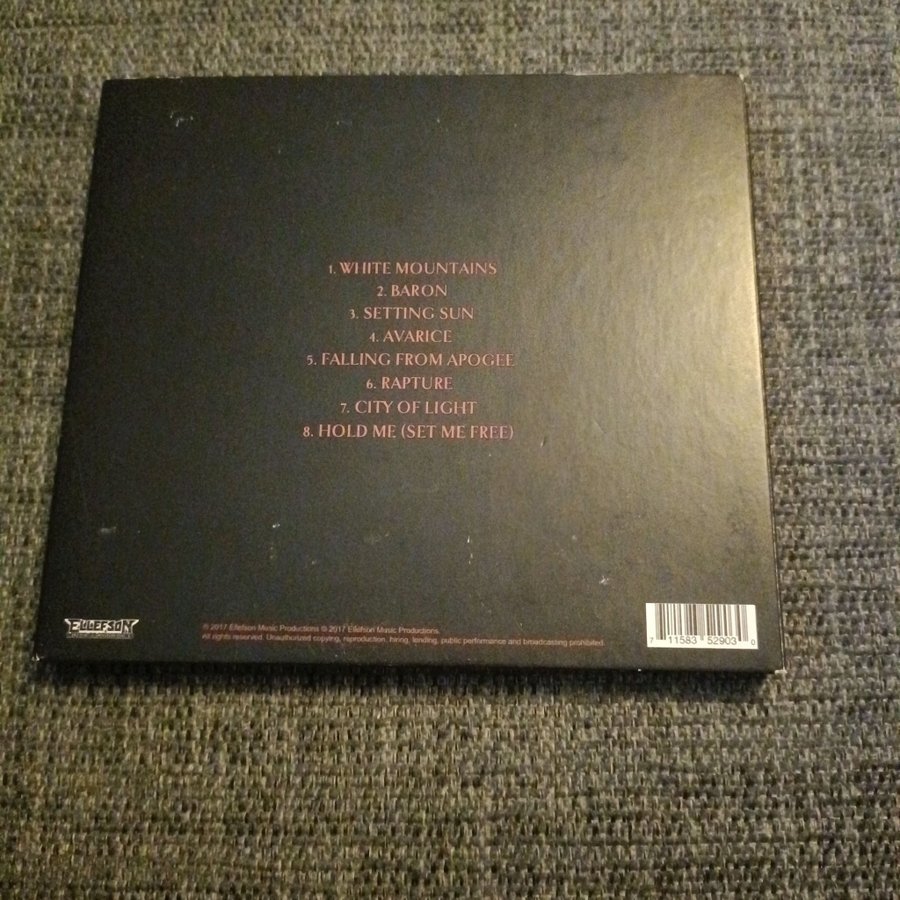 1. WHITE MOUNTAINS
2. BARON
3. SETTING SUN
4. AVARICE
5. FALLING FROM APOGEE
6. RAPTURE
7. CITY OF LIGHT
8. HOLD ME (SET ME FREE)
ELLEFSON
℗ 2017 Ellefson Music Productions © 2017 Ellefson Music Productions.
All rights reserved. Unauthorized copying, reproduction, hiring, lending, public performance and broadcasting prohibited.
7 11583 52903 0